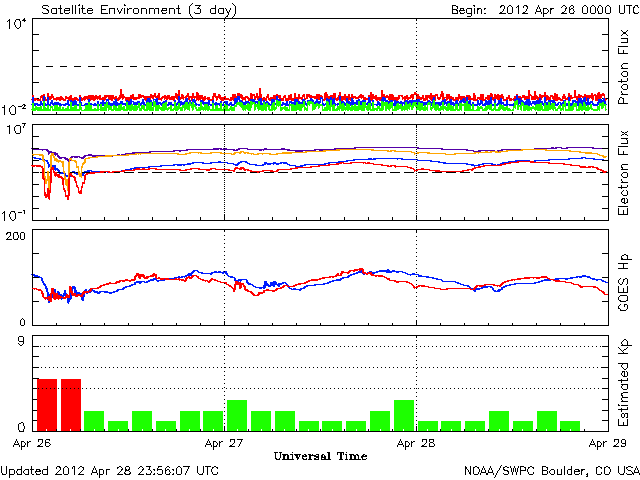 Satellite Environment (3 day) Begin: 2012 Apr 26 0000 UTC
10⁴
10⁻²
Proton Flux
10⁷
10⁻¹
Electron Flux
200
0
GOES Hp
9
0
Estimated Kp
Apr 26 Apr 27 Apr 28 Apr 29
Universal Time
Updated 2012 Apr 28 23:56:07 UTC NOAA/SWPC Boulder, CO USA